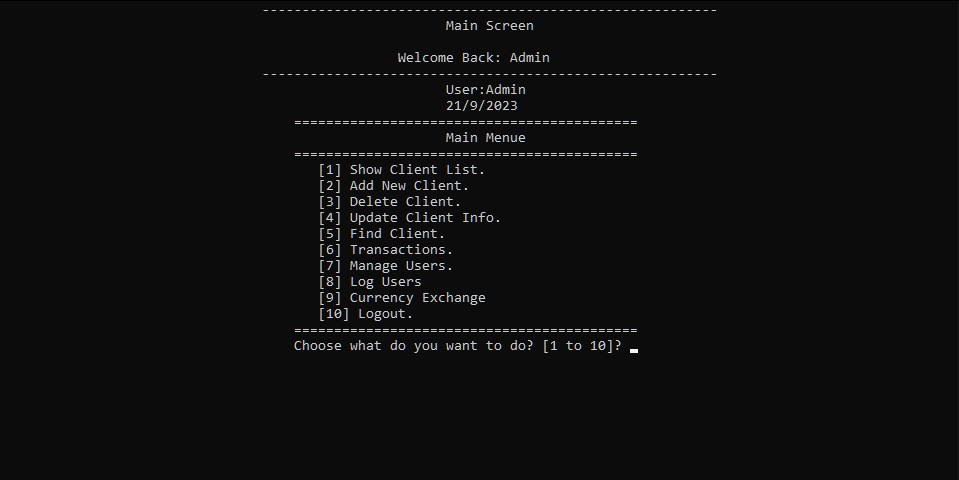 ---------------------------------------------------------
Main Screen
Welcome Back: Admin
---------------------------------------------------------
User:Admin
21/9/2023
===========================================
Main Menue
===========================================
[1] Show Client List.
[2] Add New Client.
[3] Delete Client.
[4] Update Client Info.
[5] Find Client.
[6] Transactions.
[7] Manage Users.
[8] Log Users
[9] Currency Exchange
[10] Logout.
===========================================
Choose what do you want to do? [1 to 10]?